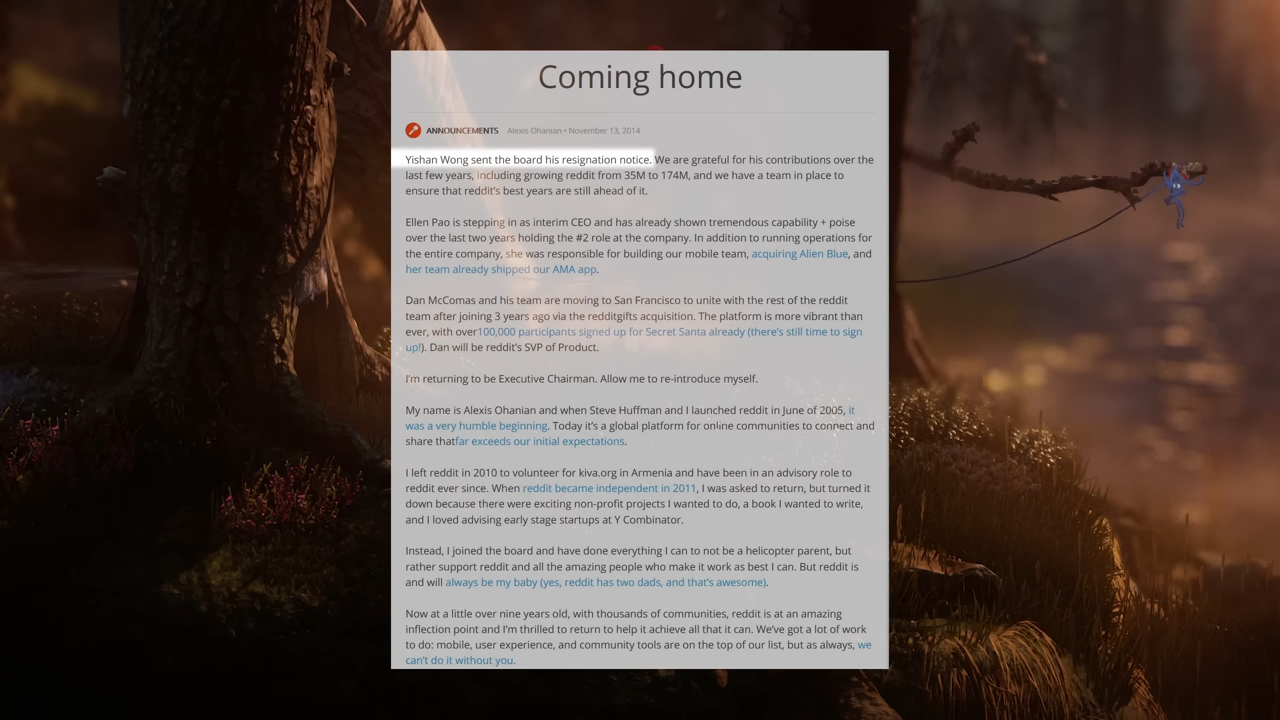 Coming home
ANNOUNCEMENTS Alexis Ohanian • November 13, 2014
Yishan Wong sent the board his resignation notice. We are grateful for his contributions over the
last few years, including growing reddit from 35M to 174M, and we have a team in place to
ensure that reddit's best years are still ahead of it.
Ellen Pao is stepping in as interim CEO and has already shown tremendous capability + poise
over the last two years holding the #2 role at the company. In addition to running operations for
the entire company, she was responsible for building our mobile team, acquiring Alien Blue, and
her team already shipped our AMA app.
Dan McComas and his team are moving to San Francisco to unite with the rest of the reddit
team after joining 3 years ago via the redditgifts acquisition. The platform is more vibrant than
ever, with over100,000 participants signed up for Secret Santa already (there's still time to sign
up!). Dan will be reddit's SVP of Product.
I'm returning to be Executive Chairman. Allow me to re-introduce myself.
My name is Alexis Ohanian and when Steve Huffman and I launched reddit in June of 2005, it
was a very humble beginning. Today it's a global platform for online communities to connect and
share thatfar exceeds our initial expectations.
I left reddit in 2010 to volunteer for kiva.org in Armenia and have been in an advisory role to
reddit ever since. When reddit became independent in 2011, I was asked to return, but turned it
down because there were exciting non-profit projects I wanted to do, a book I wanted to write,
and I loved advising early stage startups at Y Combinator.
Instead, I joined the board and have done everything I can to not be a helicopter parent, but
rather support reddit and all the amazing people who make it work as best I can. But reddit is
and will always be my baby (yes, reddit has two dads, and that's awesome).
Now at a little over nine years old, with thousands of communities, reddit is at an amazing
inflection point and I'm thrilled to return to help it achieve all that it can. We've got a lot of work
to do: mobile, user experience, and community tools are on the top of our list, but as always, we
can't do it without you.